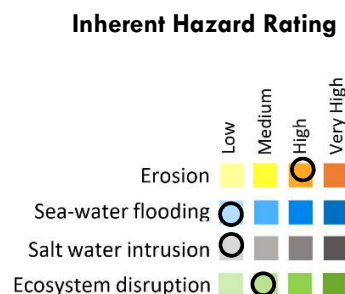 Inherent Hazard Rating
Low
Medium
High
Very High
Erosion
Sea-water flooding
Salt water intrusion
Ecosystem disruption